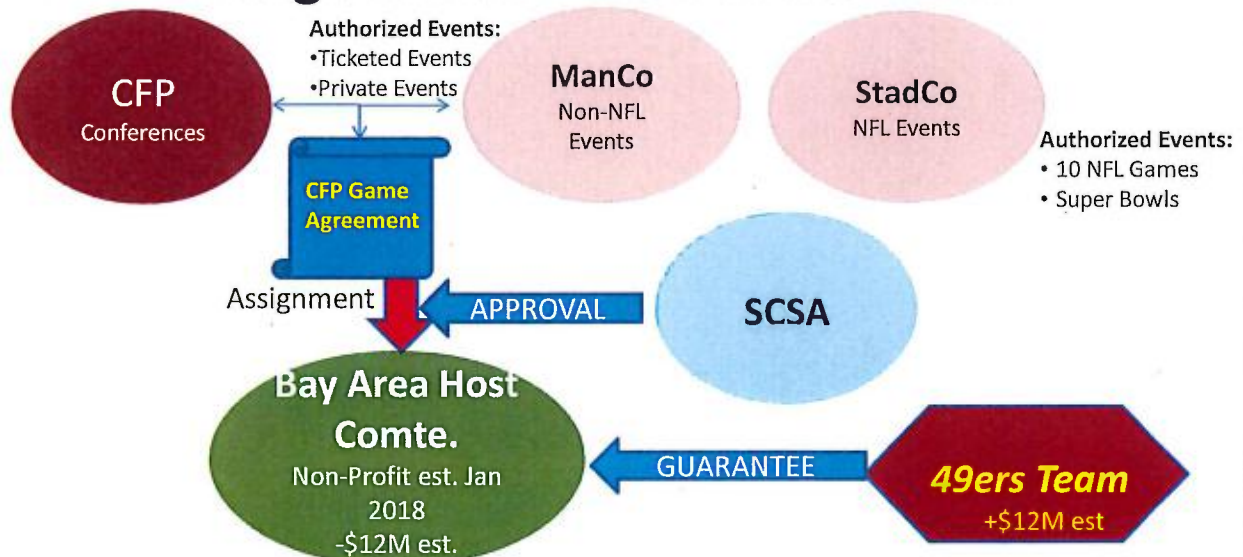 Authorized Events:
•Ticketed Events
•Private Events
CFP
Conferences
ManCo
Non-NFL
Events
StadCo
NFL Events
Authorized Events:
• 10 NFL Games
• Super Bowls
CFP Game
Agreement
Assignment
APPROVAL
SCSA
Bay Area Host
Comte.
Non-Profit est. Jan
2018
-$12M est.
GUARANTEE
49ers Team
+$12M est